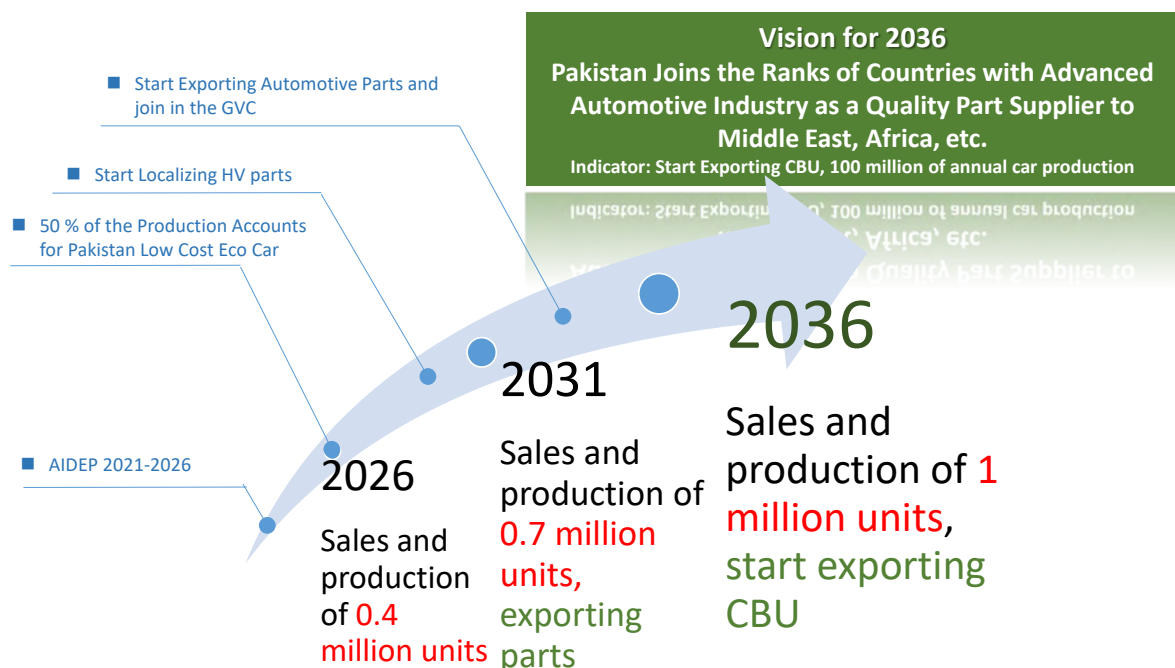 Vision for 2036
Pakistan Joins the Ranks of Countries with Advanced
Automotive Industry as a Quality Part Supplier to
Middle East, Africa, etc.
Indicator: Start Exporting CBU, 100 million of annual car production
■ Start Exporting Automotive Parts and
join in the GVC
■ Start Localizing HV parts
■ 50 % of the Production Accounts
for Pakistan Low Cost Eco Car
■ AIDEP 2021-2026
2026
Sales and
production
of 0.4
million units
2031
Sales and
production of
0.7 million
units,
exporting
parts
2036
Sales and
production of 1
million units,
start exporting
CBU